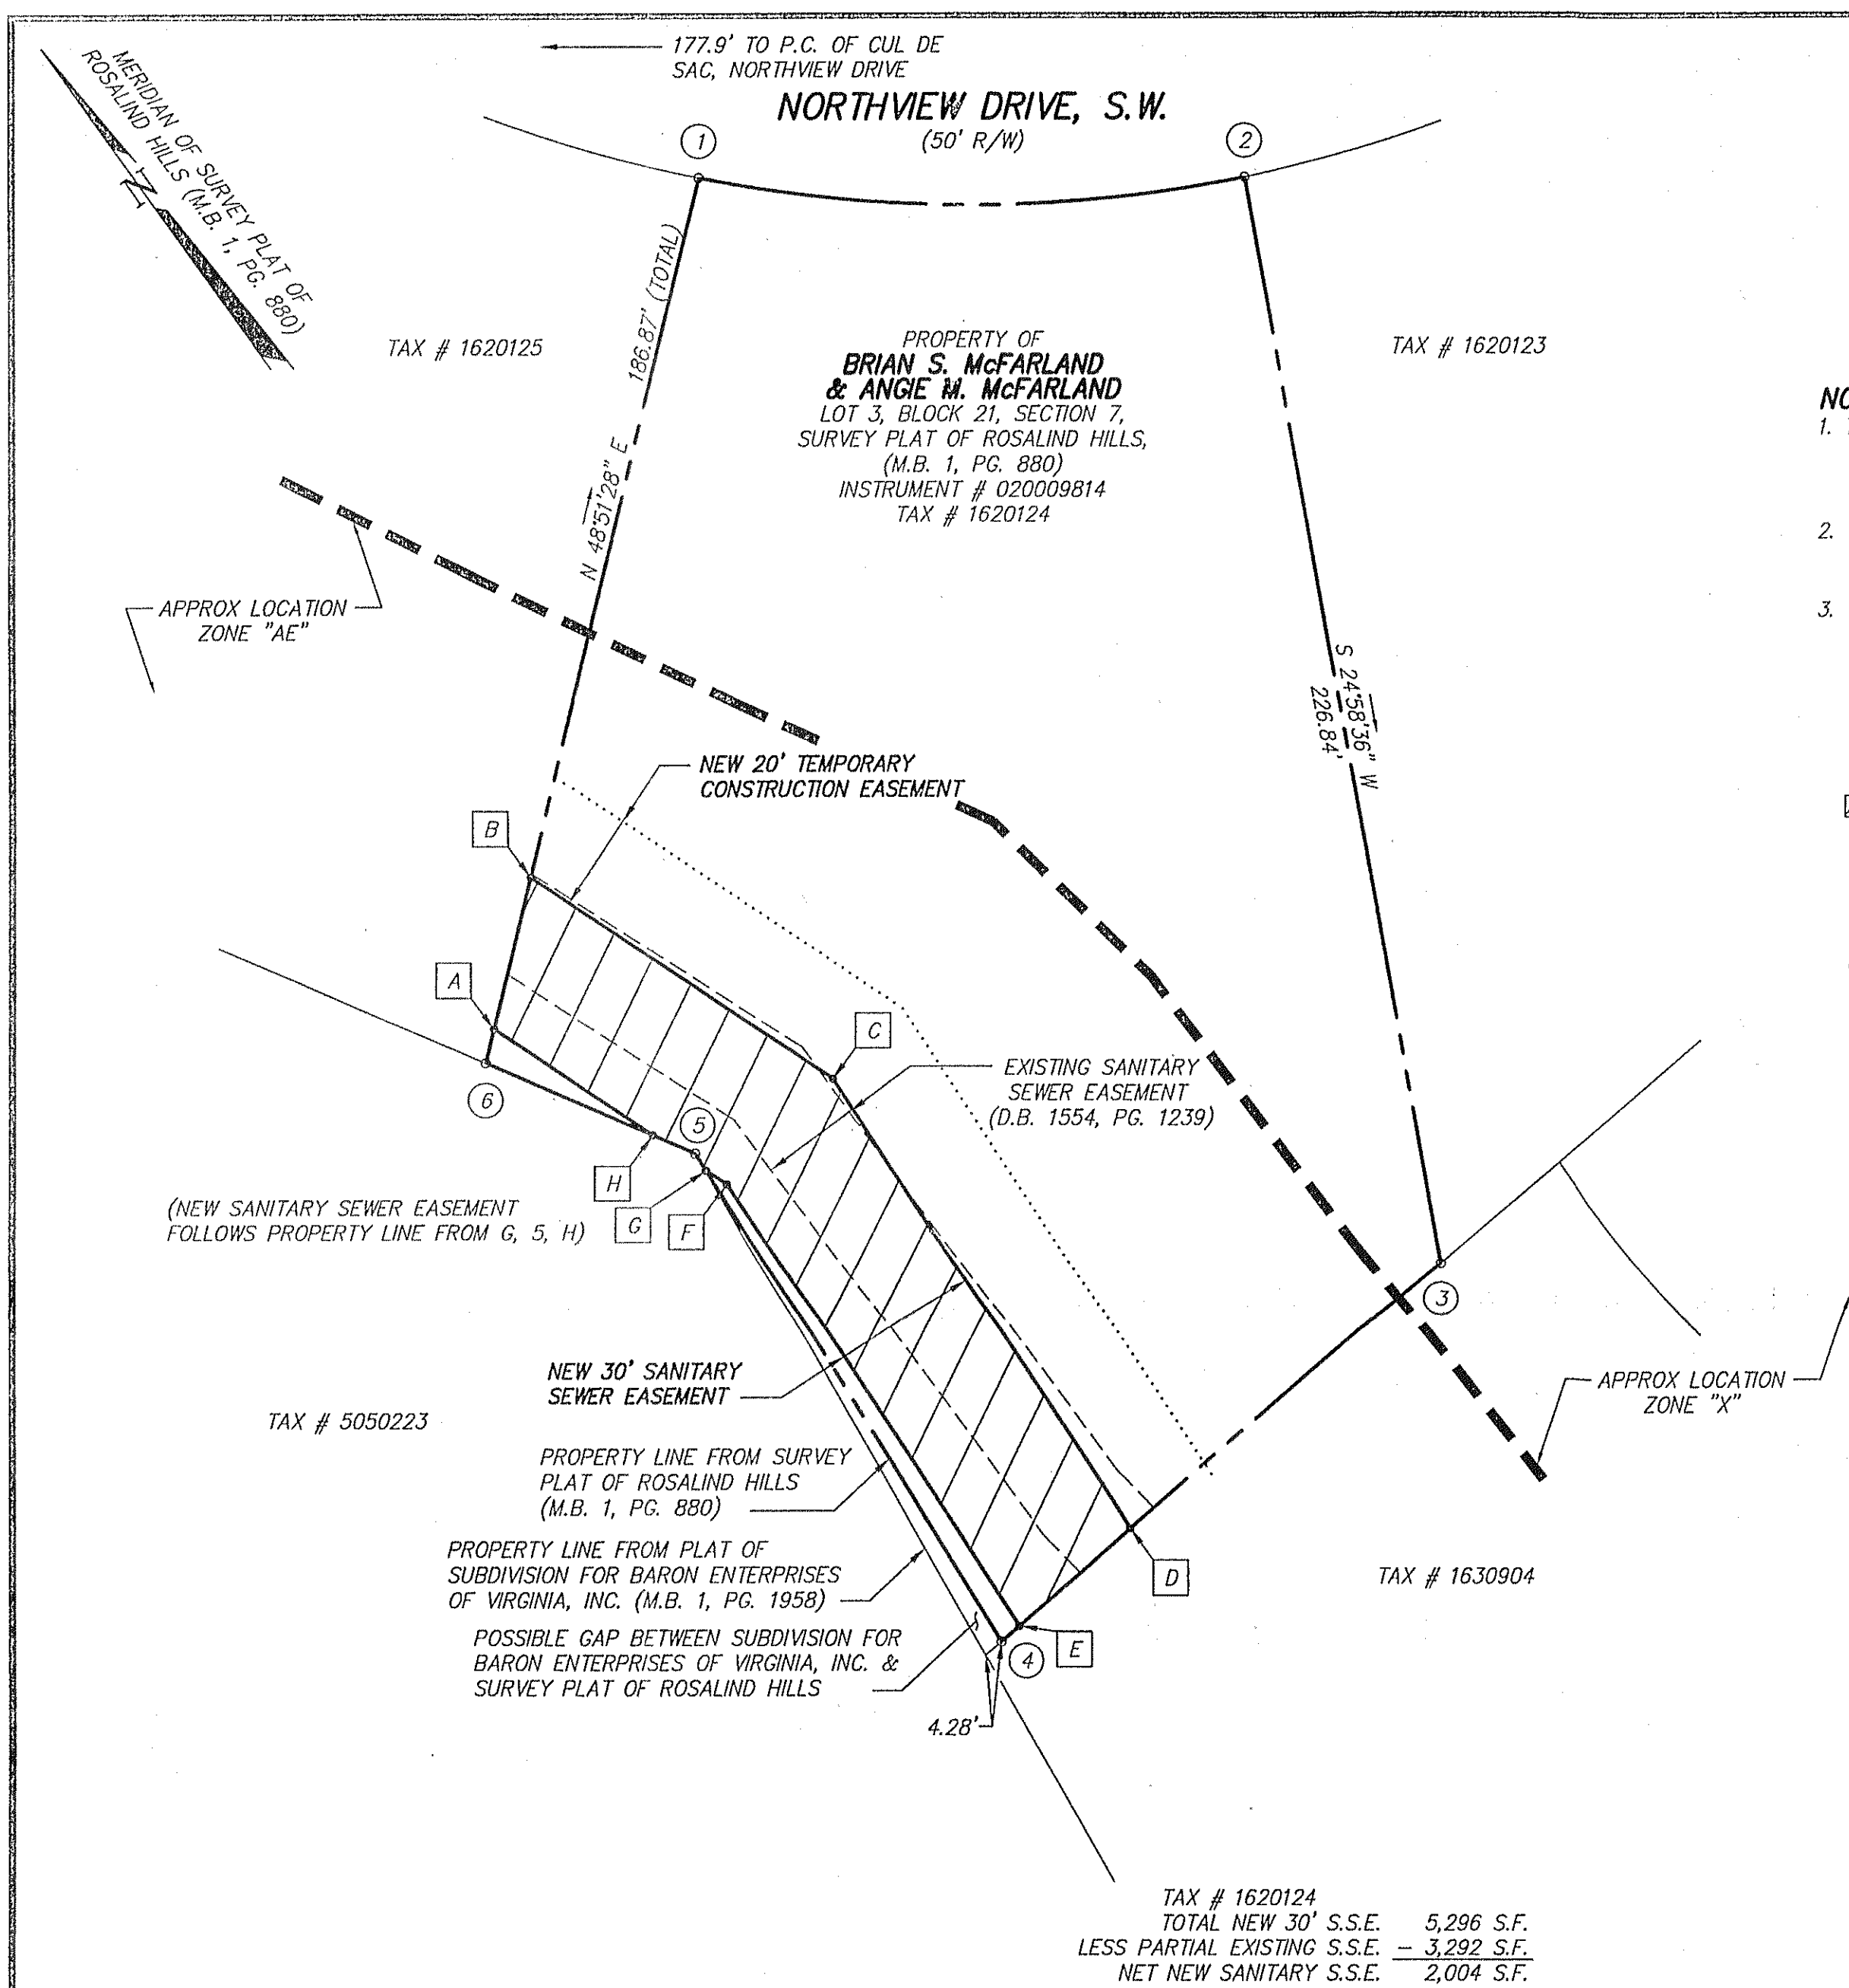 177.9' TO P.C. OF CUL DE
SAC, NORTHVIEW DRIVE
NORTHVIEW DRIVE, S.W.
(50' R/W)
MERIDIAN OF SURVEY PLAT OF
ROSALIND HILLS (M.B. 1, PG. 880)
N
1
2
186.87' (TOTAL)
N 48°51'28" E
TAX # 1620125
PROPERTY OF
BRIAN S. McFARLAND
& ANGIE M. McFARLAND
LOT 3, BLOCK 21, SECTION 7,
SURVEY PLAT OF ROSALIND HILLS,
(M.B. 1, PG. 880)
INSTRUMENT # 020009814
TAX # 1620124
TAX # 1620123
NO
1.
2.
3.
APPROX LOCATION
ZONE "AE"
S 24°58'36" W
226.84'
NEW 20' TEMPORARY
CONSTRUCTION EASEMENT
B
A
C
EXISTING SANITARY
SEWER EASEMENT
(D.B. 1554, PG. 1239)
6
5
H
G
F
(NEW SANITARY SEWER EASEMENT
FOLLOWS PROPERTY LINE FROM G, 5, H)
3
NEW 30' SANITARY
SEWER EASEMENT
APPROX LOCATION
ZONE "X"
TAX # 5050223
PROPERTY LINE FROM SURVEY
PLAT OF ROSALIND HILLS
(M.B. 1, PG. 880)
PROPERTY LINE FROM PLAT OF
SUBDIVISION FOR BARON ENTERPRISES
OF VIRGINIA, INC. (M.B. 1, PG. 1958)
D
TAX # 1630904
POSSIBLE GAP BETWEEN SUBDIVISION FOR
BARON ENTERPRISES OF VIRGINIA, INC. &
SURVEY PLAT OF ROSALIND HILLS
4
E
4.28'
TAX # 1620124
TOTAL NEW 30' S.S.E. 5,296 S.F.
LESS PARTIAL EXISTING S.S.E. - 3,292 S.F.
NET NEW SANITARY S.S.E. 2,004 S.F.